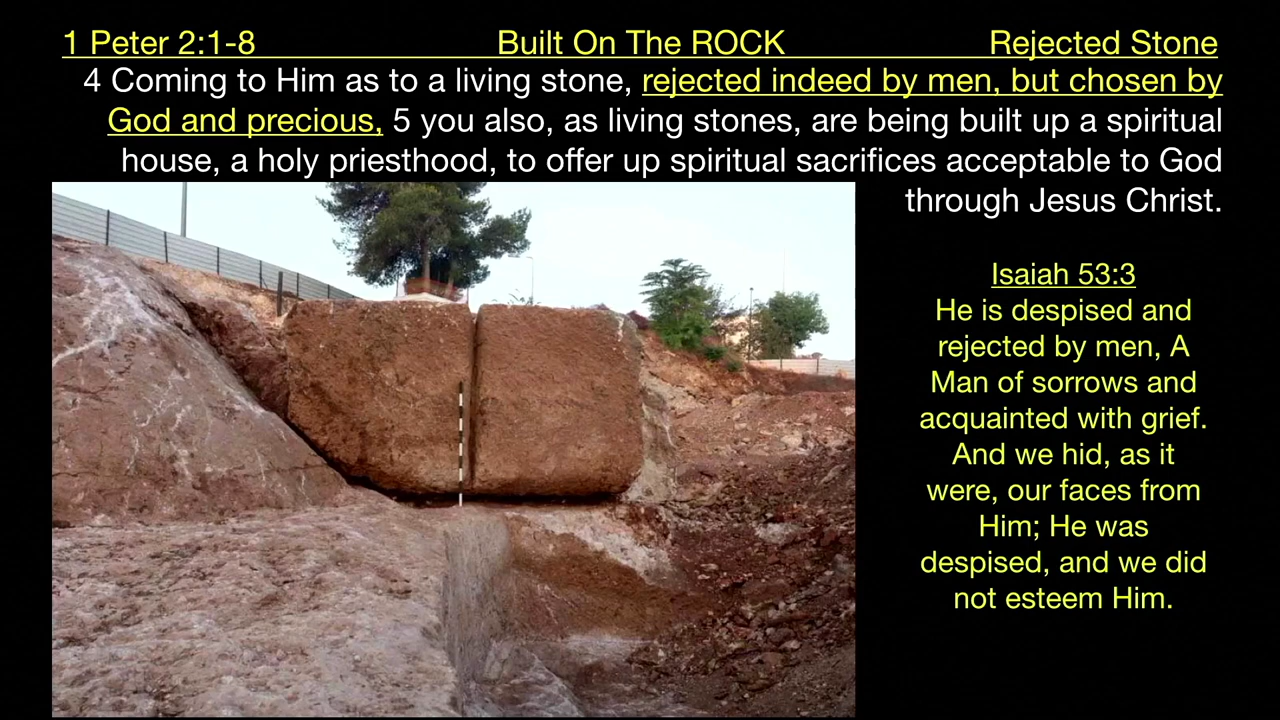 1 Peter 2:1-8 Built On The ROCK Rejected Stone
4 Coming to Him as to a living stone, rejected indeed by men, but chosen by
God and precious, 5 you also, as living stones, are being built up a spiritual
house, a holy priesthood, to offer up spiritual sacrifices acceptable to God
through Jesus Christ.
Isaiah 53:3
He is despised and
rejected by men, A
Man of sorrows and
acquainted with grief.
And we hid, as it
were, our faces from
Him; He was
despised, and we did
not esteem Him.